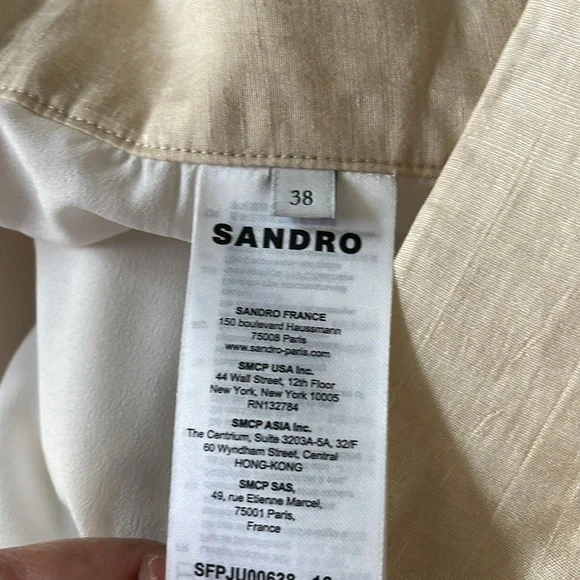 38
SANDRO
SANDRO FRANCE
150 boulevard Haussmann
75008 Paris
www.sandro-paris.com
SMCP USA Inc.
44 Wall Street, 12th Floor
New York, New York 10005
RN132784
SMCP ASIA Inc.
The Centrium, Suite 3203A-5A, 32/F
60 Wyndham Street, Central
HONG-KONG
SMCP SAS,
49, rue Etienne Marcel,
75001 Paris,
France
SFPJU00638